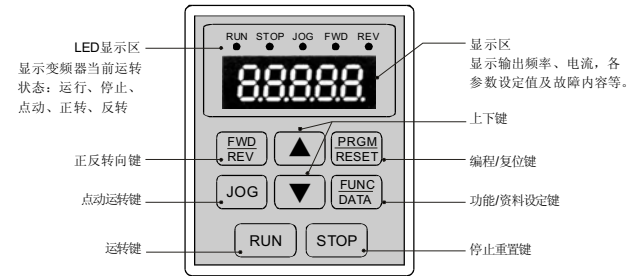 RUN STOP JOG FWD REV
LED显示区
显示变频器当前运转
状态：运行、停止、
点动、正转、反转
8.8.8.8.8.
显示区
显示输出频率、电流，各
参数设定值及故障内容等。
上下键
FWD
REV
▲
PRGM
RESET
正反转向键
编程/复位键
JOG
▼
FUNC
DATA
点动运转键
功能/资料设定键
RUN
STOP
运转键
停止重置键